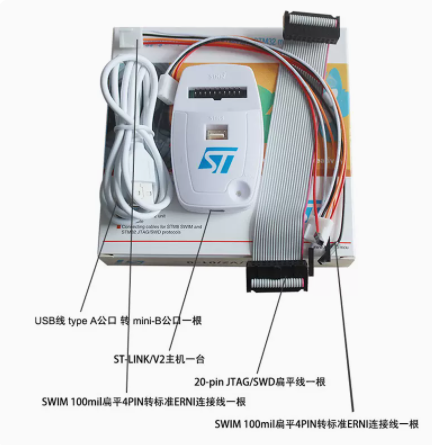 ST
Connecting cables for STM8 SWIM and
STM32 JTAG/SWD protocols
USB线 type A公口 转 mini-B公口一根
ST-LINK/V2主机一台
20-pin JTAG/SWD扁平线一根
SWIM 100mil扁平4PIN转标准ERNI连接线一根
SWIM 100mil扁平4PIN转标准ERNI连接线一根